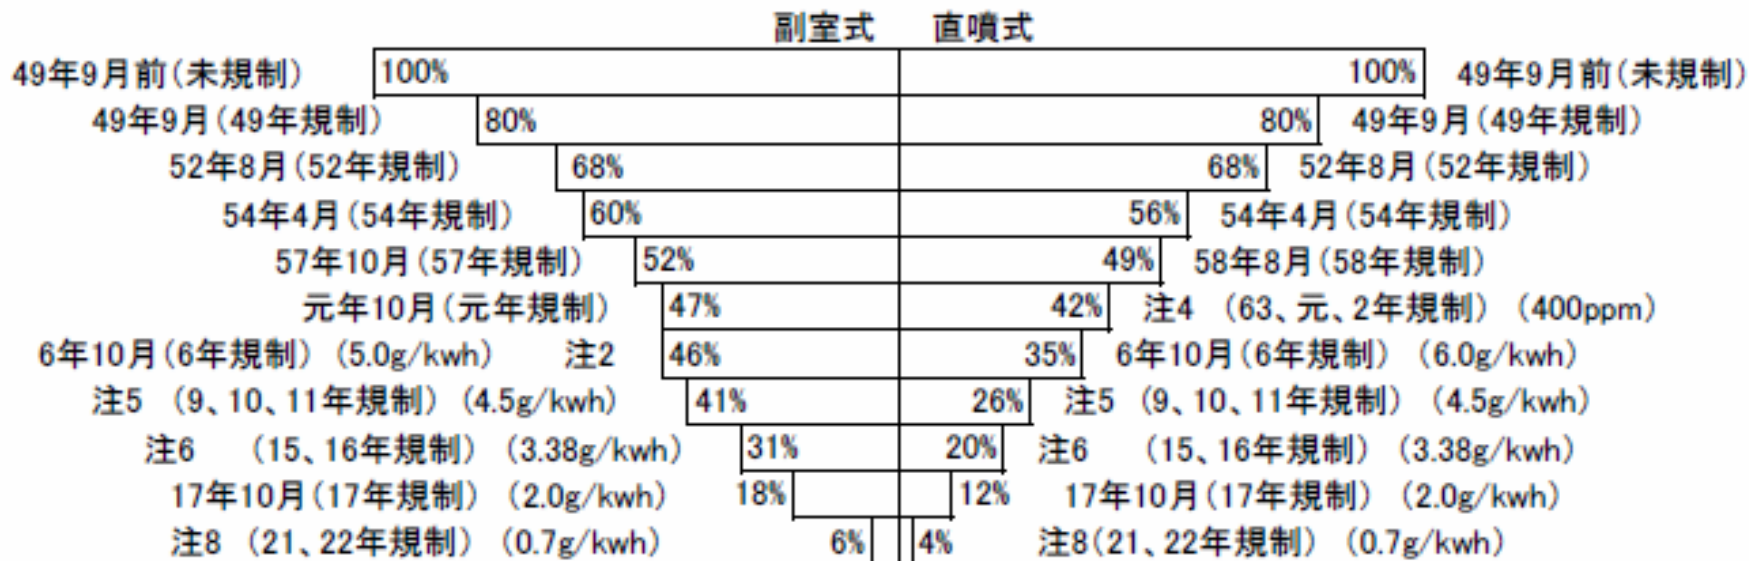 副室式 直噴式
49年9月前(未規制) 100% 100% 49年9月前(未規制)
49年9月(49年規制) 80% 80% 49年9月(49年規制)
52年8月(52年規制) 68% 68% 52年8月(52年規制)
54年4月(54年規制) 60% 56% 54年4月(54年規制)
57年10月(57年規制) 52% 49% 58年8月(58年規制)
元年10月(元年規制) 47% 42% 注4 (63、元、2年規制) (400ppm)
6年10月(6年規制) (5.0g/kwh) 注2 46% 35% 6年10月(6年規制) (6.0g/kwh)
注5 (9、10、11年規制) (4.5g/kwh) 41% 26% 注5 (9、10、11年規制) (4.5g/kwh)
注6 (15、16年規制) (3.38g/kwh) 31% 20% 注6 (15、16年規制) (3.38g/kwh)
17年10月(17年規制) (2.0g/kwh) 18% 12% 17年10月(17年規制) (2.0g/kwh)
注8 (21、22年規制) (0.7g/kwh) 6% 4% 注8(21、22年規制) (0.7g/kwh)